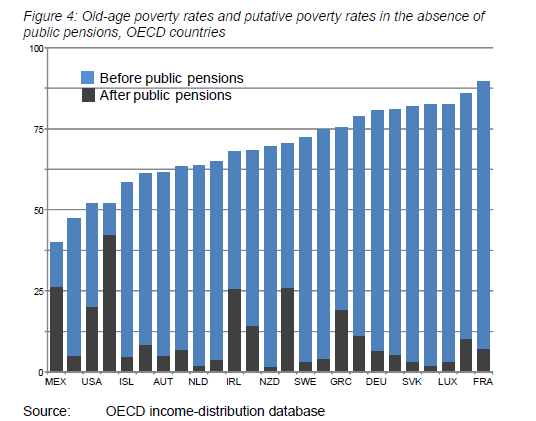 Figure 4: Old-age poverty rates and putative poverty rates in the absence of
public pensions, OECD countries
100
Before public pensions
After public pensions
75
50
25
0
MEX USA ISL AUT NLD IRL NZD SWE GRC DEU SVK LUX FRA
Source: OECD income-distribution database